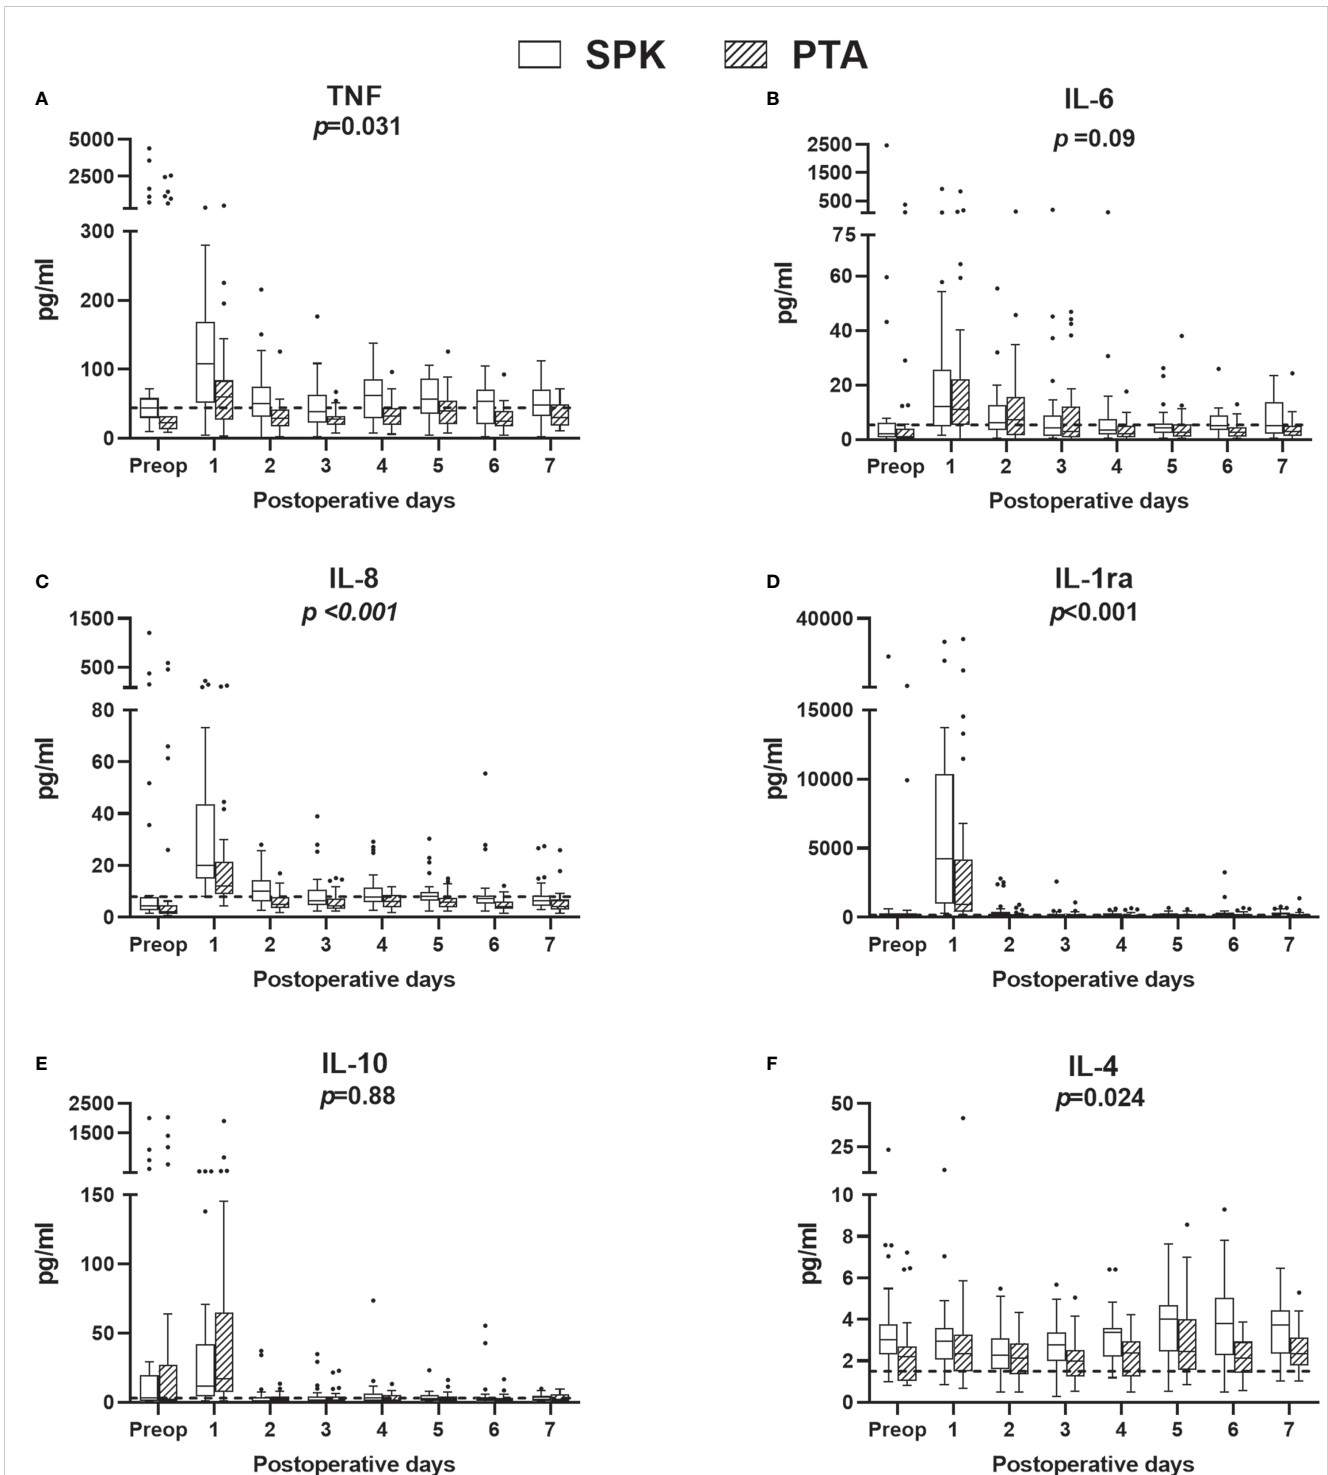 SPK PTA
A
TNF
p=0.031
5000
2500
300
200
100
0
pg/ml
Preop 1 2 3 4 5 6 7
Postoperative days
B
IL-6
p =0.09
2500
1500
500
75
60
40
20
0
pg/ml
Preop 1 2 3 4 5 6 7
Postoperative days
C
IL-8
p <0.001
1500
500
80
60
40
20
0
pg/ml
Preop 1 2 3 4 5 6 7
Postoperative days
D
IL-1ra
p<0.001
40000
15000
10000
5000
0
pg/ml
Preop 1 2 3 4 5 6 7
Postoperative days
E
IL-10
p=0.88
2500
1500
150
100
50
0
pg/ml
Preop 1 2 3 4 5 6 7
Postoperative days
F
IL-4
p=0.024
50
25
10
8
6
4
2
0
pg/ml
Preop 1 2 3 4 5 6 7
Postoperative days